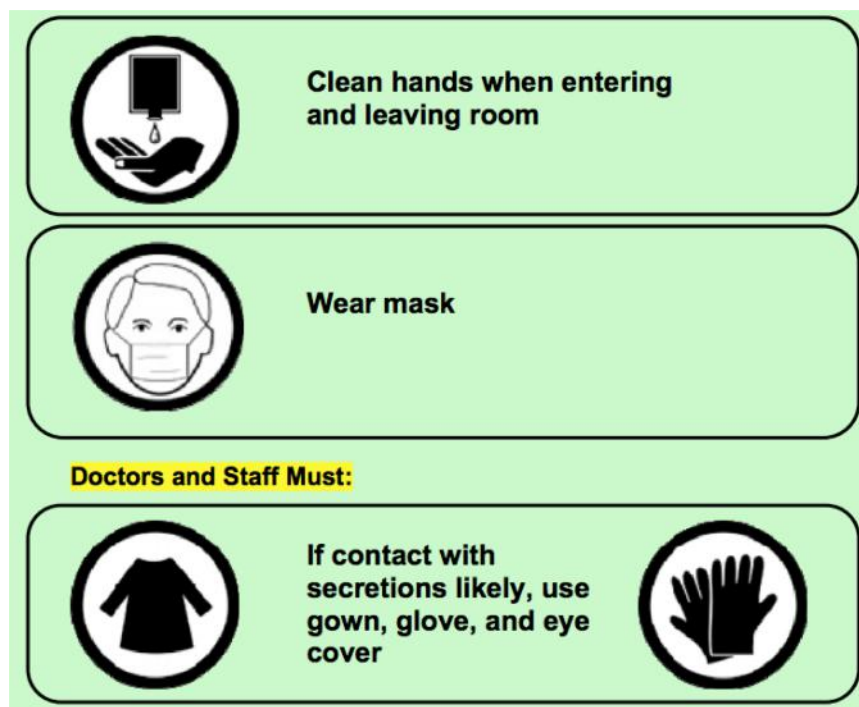 Clean hands when entering
and leaving room
Wear mask
Doctors and Staff Must:
If contact with
secretions likely, use
gown, glove, and eye
cover